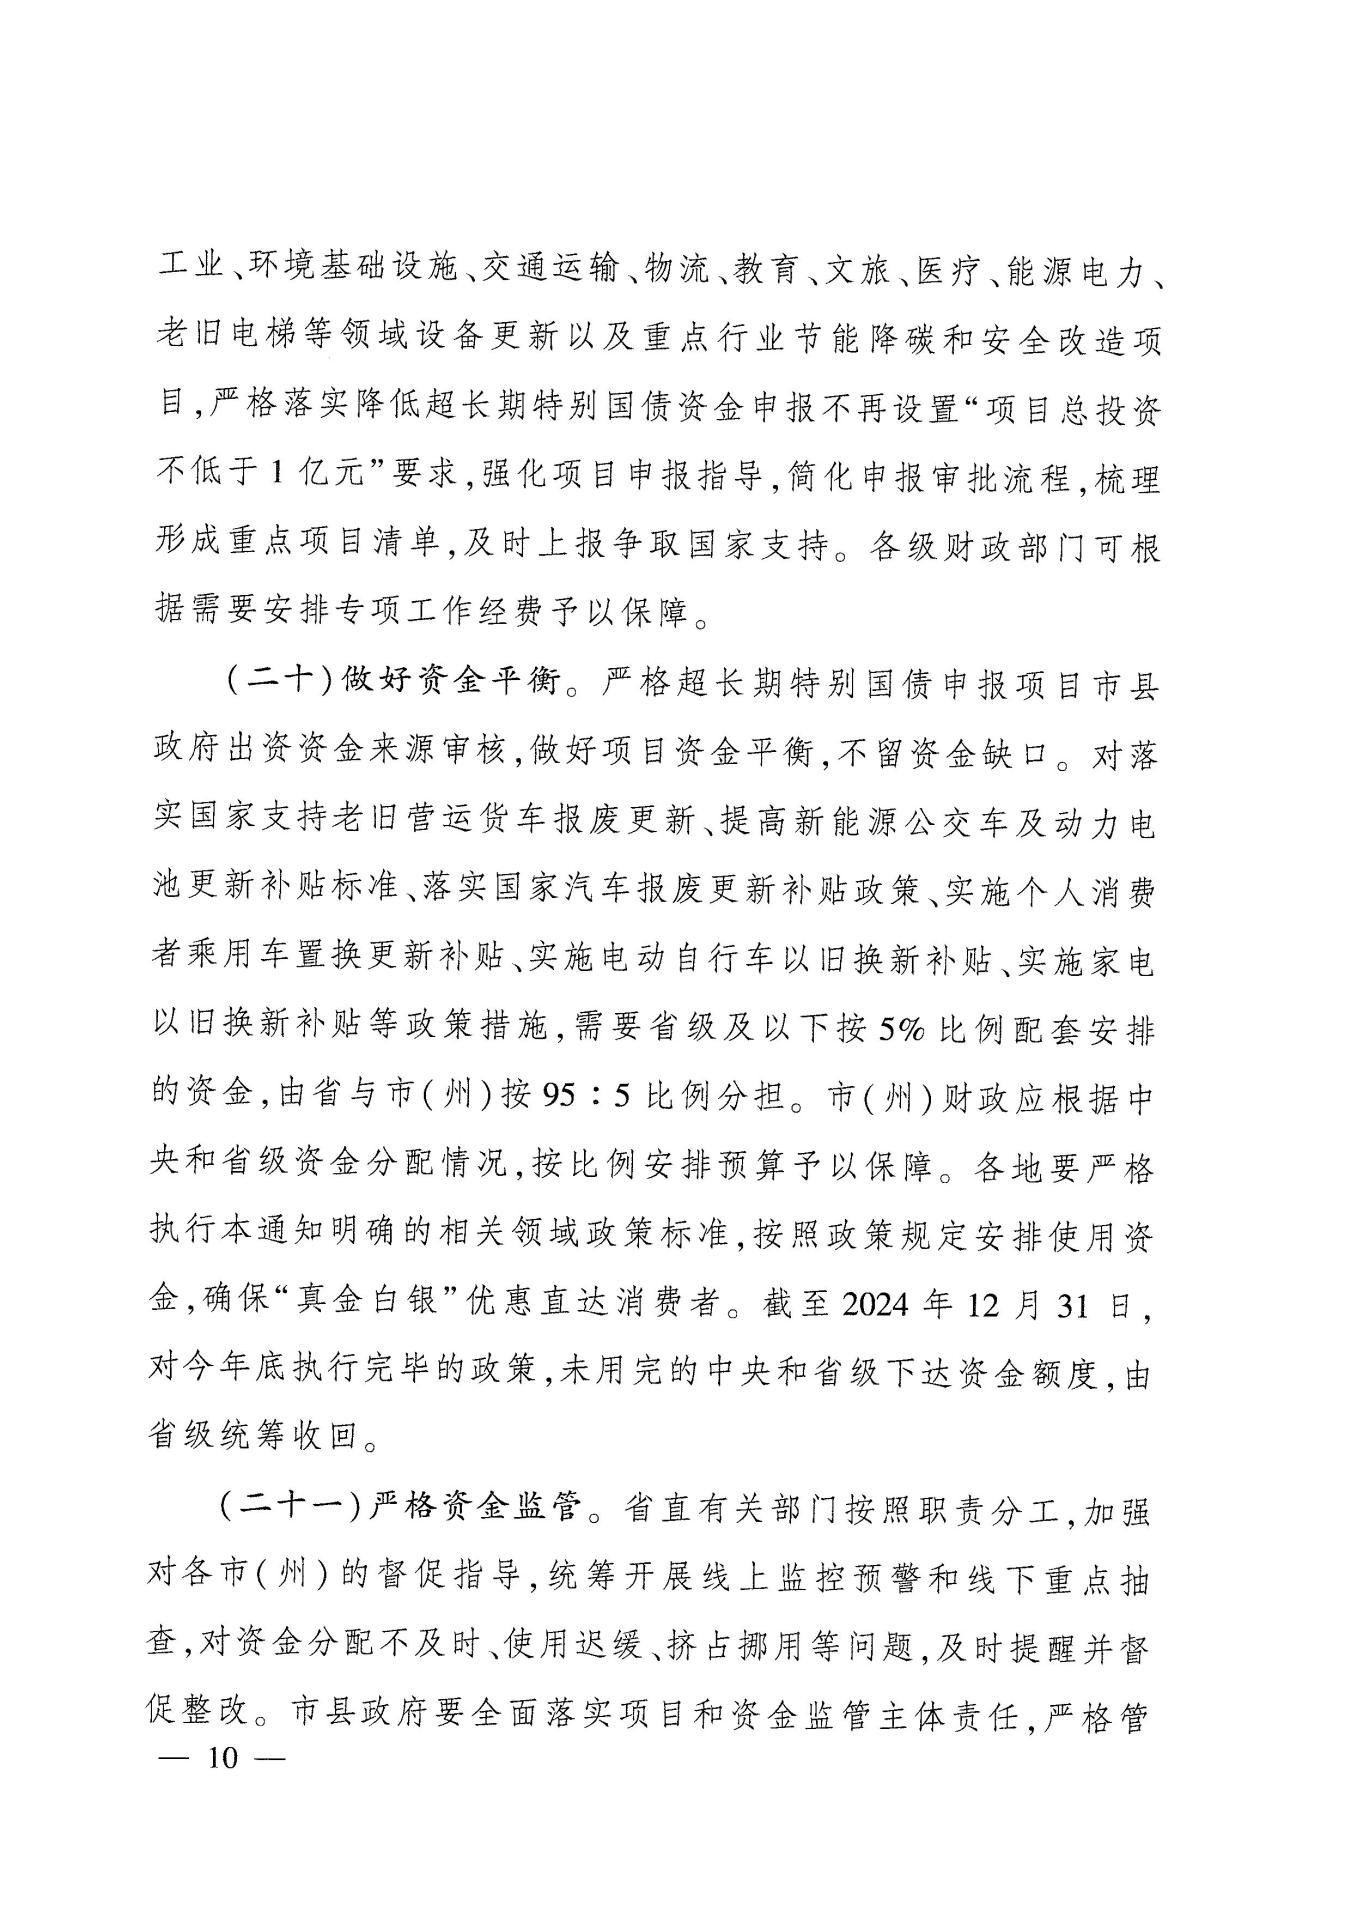 工业、环境基础设施、交通运输、物流、教育、文旅、医疗、能源电力、
老旧电梯等领域设备更新以及重点行业节能降碳和安全改造项
目,严格落实降低超长期特别国债资金申报不再设置“项目总投资
不低于1亿元”要求,强化项目申报指导,简化申报审批流程,梳理
形成重点项目清单,及时上报争取国家支持。各级财政部门可根
据需要安排专项工作经费予以保障。
(二十)做好资金平衡。严格超长期特别国债申报项目市县
政府出资资金来源审核,做好项目资金平衡,不留资金缺口。对落
实国家支持老旧营运货车报废更新、提高新能源公交车及动力电
池更新补贴标准、落实国家汽车报废更新补贴政策、实施个人消费
者乘用车置换更新补贴、实施电动自行车以旧换新补贴、实施家电
以旧换新补贴等政策措施,需要省级及以下按5%比例配套安排
的资金,由省与市(州)按95∶5比例分担。市(州)财政应根据中
央和省级资金分配情况,按比例安排预算予以保障。各地要严格
执行本通知明确的相关领域政策标准,按照政策规定安排使用资
金,确保“真金白银”优惠直达消费者。截至2024年12月31日,
对今年底执行完毕的政策,未用完的中央和省级下达资金额度,由
省级统筹收回。
(二十一)严格资金监管。省直有关部门按照职责分工,加强
对各市(州)的督促指导,统筹开展线上监控预警和线下重点抽
查,对资金分配不及时、使用迟缓、挤占挪用等问题,及时提醒并督
促整改。市县政府要全面落实项目和资金监管主体责任,严格管
— 10 —